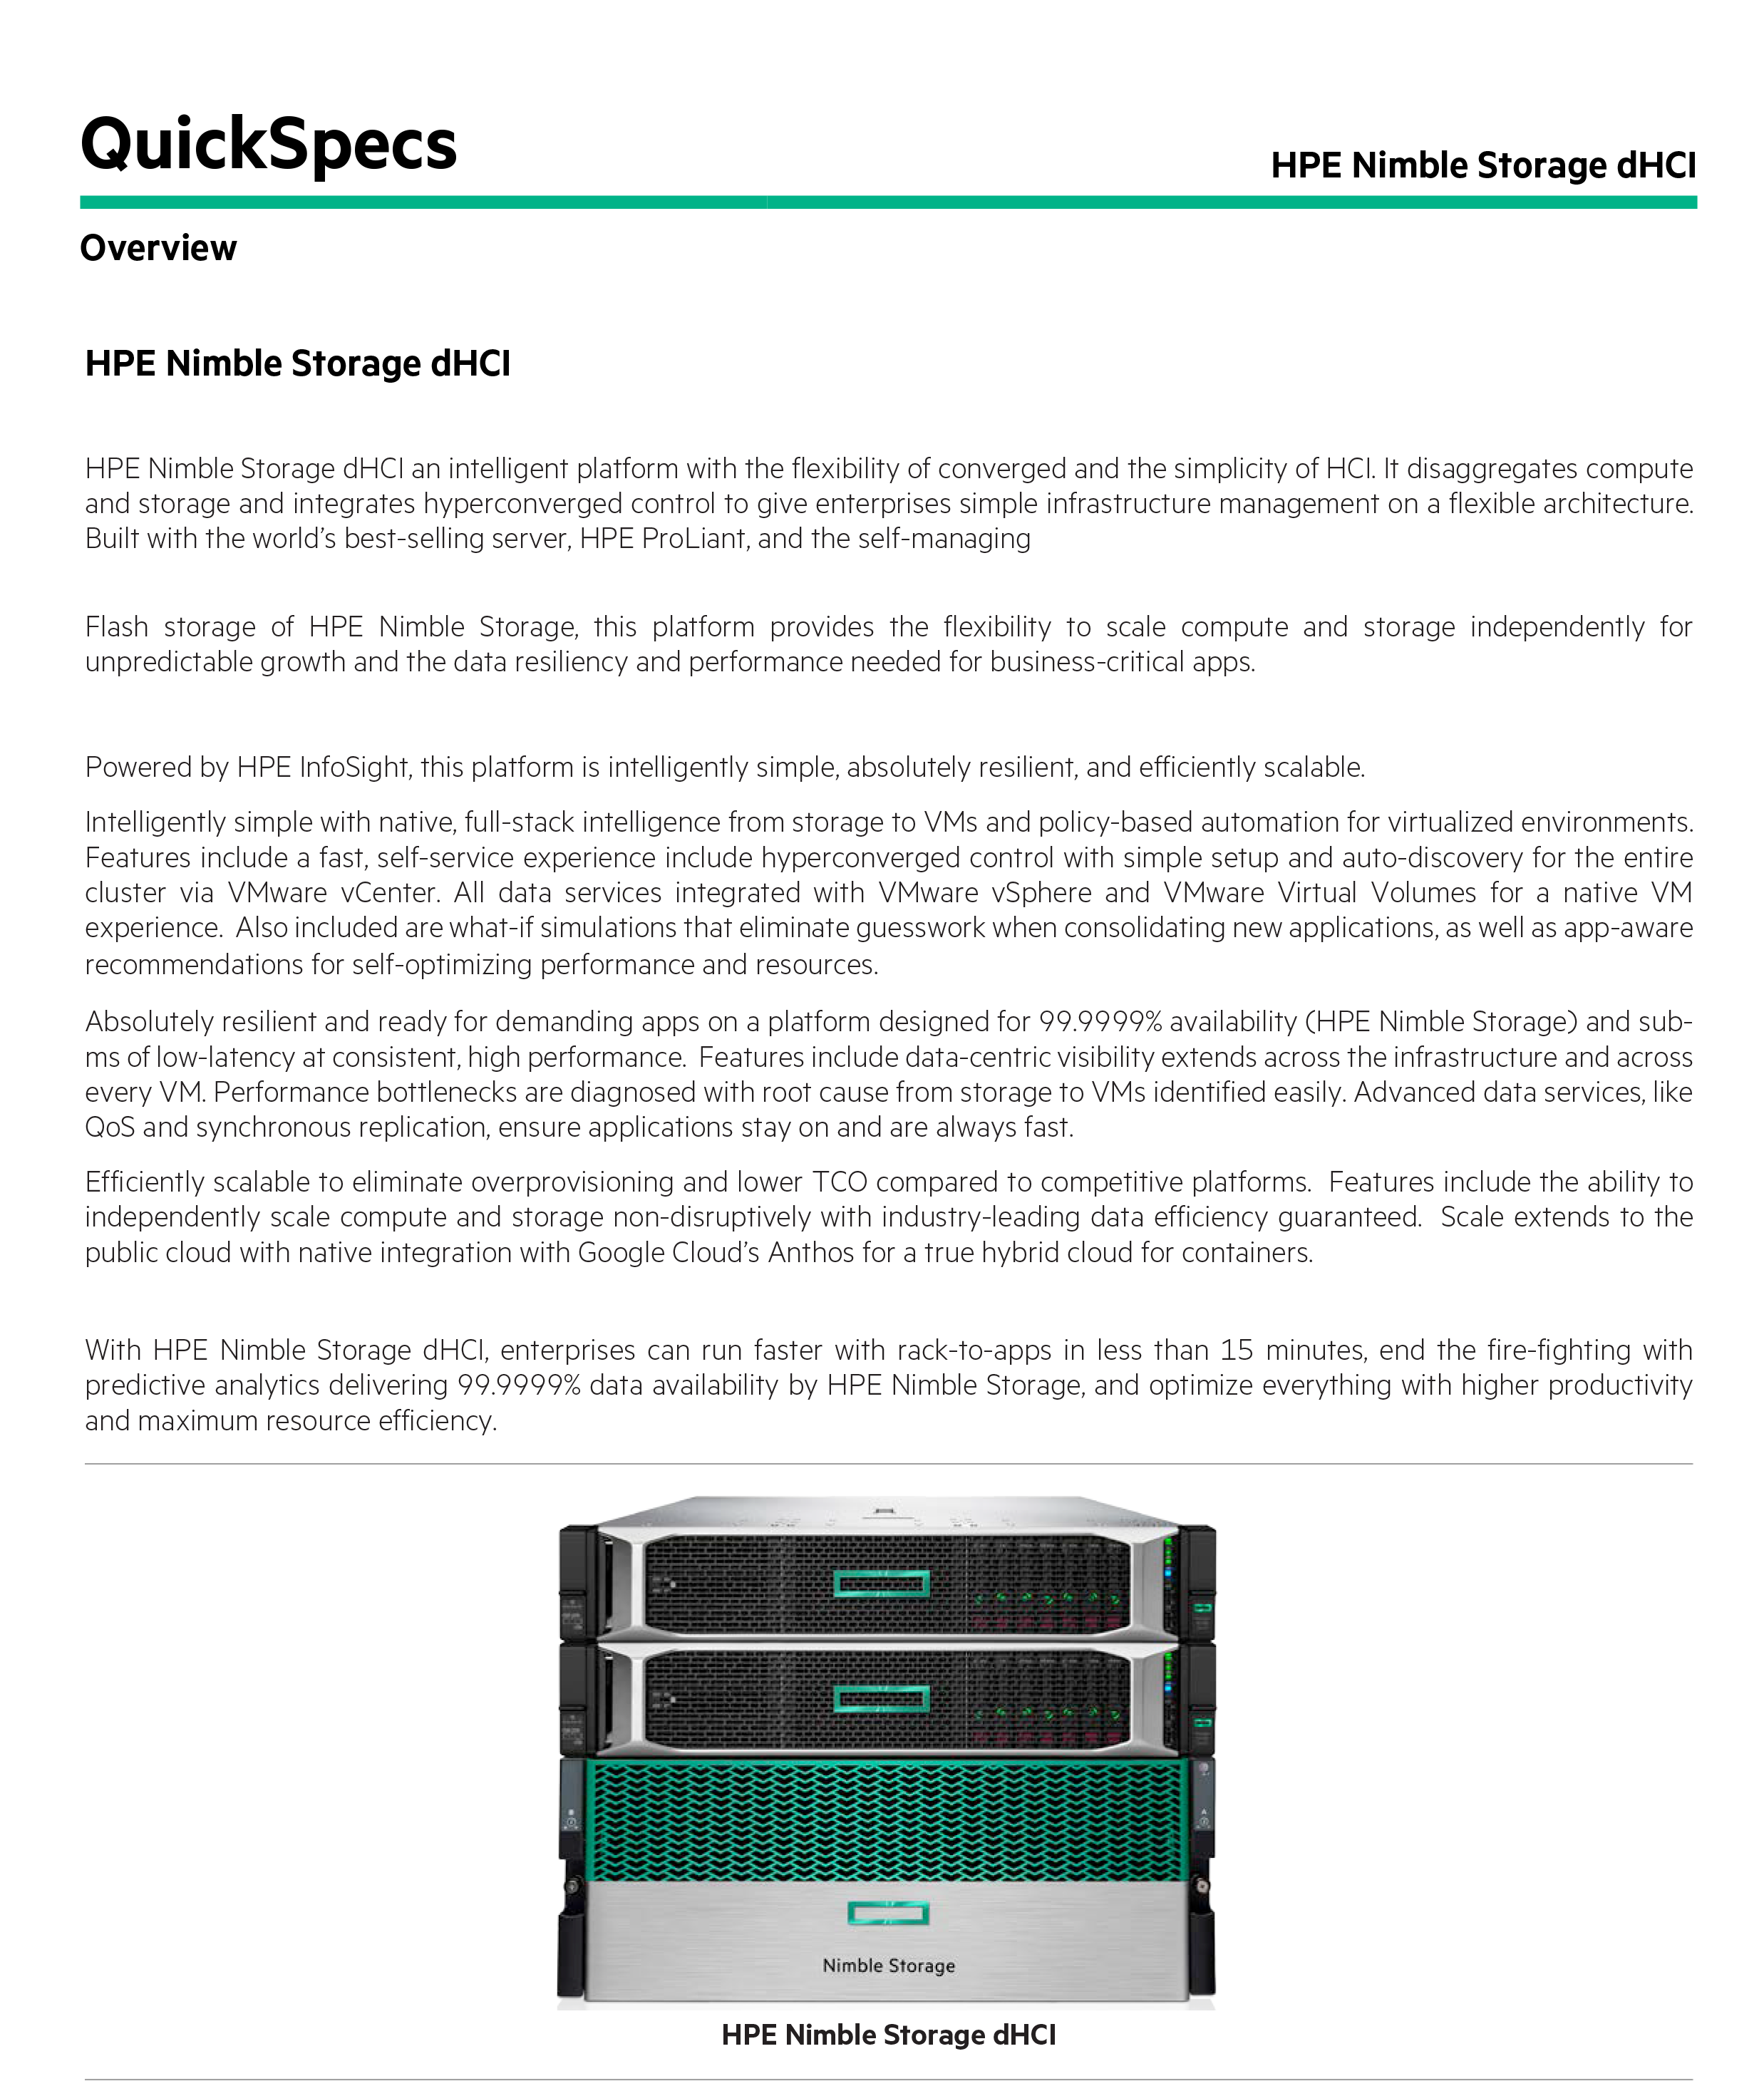 QuickSpecs
HPE Nimble Storage dHCI
Overview
HPE Nimble Storage dHCI
HPE Nimble Storage dHCI an intelligent platform with the flexibility of converged and the simplicity of HCI. It disaggregates compute
and storage and integrates hyperconverged control to give enterprises simple infrastructure management on a flexible architecture.
Built with the world’s best-selling server, HPE ProLiant, and the self-managing
Flash storage of HPE Nimble Storage, this platform provides the flexibility to scale compute and storage independently for
unpredictable growth and the data resiliency and performance needed for business-critical apps.
Powered by HPE InfoSight, this platform is intelligently simple, absolutely resilient, and efficiently scalable.
Intelligently simple with native, full-stack intelligence from storage to VMs and policy-based automation for virtualized environments.
Features include a fast, self-service experience include hyperconverged control with simple setup and auto-discovery for the entire
cluster via VMware vCenter. All data services integrated with VMware vSphere and VMware Virtual Volumes for a native VM
experience.  Also included are what-if simulations that eliminate guesswork when consolidating new applications, as well as app-aware
recommendations for self-optimizing performance and resources.
Absolutely resilient and ready for demanding apps on a platform designed for 99.9999% availability (HPE Nimble Storage) and sub-
ms of low-latency at consistent, high performance.  Features include data-centric visibility extends across the infrastructure and across
every VM. Performance bottlenecks are diagnosed with root cause from storage to VMs identified easily. Advanced data services, like
QoS and synchronous replication, ensure applications stay on and are always fast.
Efficiently scalable to eliminate overprovisioning and lower TCO compared to competitive platforms.  Features include the ability to
independently scale compute and storage non-disruptively with industry-leading data efficiency guaranteed.  Scale extends to the
public cloud with native integration with Google Cloud’s Anthos for a true hybrid cloud for containers.
With HPE Nimble Storage dHCI, enterprises can run faster with rack-to-apps in less than 15 minutes, end the fire-fighting with
predictive analytics delivering 99.9999% data availability by HPE Nimble Storage, and optimize everything with higher productivity
and maximum resource efficiency.
Nimble Storage
HPE Nimble Storage dHCI